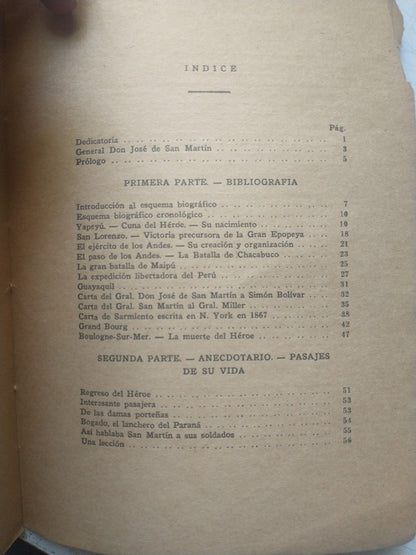 INDICE
Pág.
Dedicatoria .. .. .. .. .. .. .. .. .. .. .. .. 1
General Don José de San Martín .. .. .. .. .. .. 3
Prólogo .. .. .. .. .. .. .. .. .. .. .. .. .. 5
PRIMERA PARTE. — BIBLIOGRAFIA
Introducción al esquema biográfico .. .. .. .. .. 7
Esquema biográfico cronológico .. .. .. .. .. .. 10
Yapeyú. — Cuna del Héroe. — Su nacimiento .. .. 10
San Lorenzo. — Victoria precursora de la Gran Epopeya .. 18
El ejército de los Andes. — Su creación y organización .. 21
El paso de los Andes. — La Batalla de Chacabuco .. 23
La gran batalla de Maipú .. .. .. .. .. .. .. 25
La expedición libertadora del Perú .. .. .. .. .. 27
Guayaquil .. .. .. .. .. .. .. .. .. .. .. .. 31
Carta del Gral. Don José de San Martín a Simón Bolívar .. 32
Carta del Gral. San Martín al Gral. Miller .. .. .. 35
Carta de Sarmiento escrita en N. York en 1867 .. .. 38
Grand Bourg .. .. .. .. .. .. .. .. .. .. .. 42
Boulogne-Sur-Mer. — La muerte del Héroe .. .. .. 47
SEGUNDA PARTE. — ANECDOTARIO. — PASAJES
DE SU VIDA
Regreso del Héroe .. .. .. .. .. .. .. .. .. .. 51
Interesante pasajera .. .. .. .. .. .. .. .. .. 53
De las damas porteñas .. .. .. .. .. .. .. .. .. 53
Bogado, el lanchero del Paraná .. .. .. .. .. .. 54
Así hablaba San Martín a sus soldados .. .. .. .. 55
Una lección .. .. .. .. .. .. .. .. .. .. .. 56